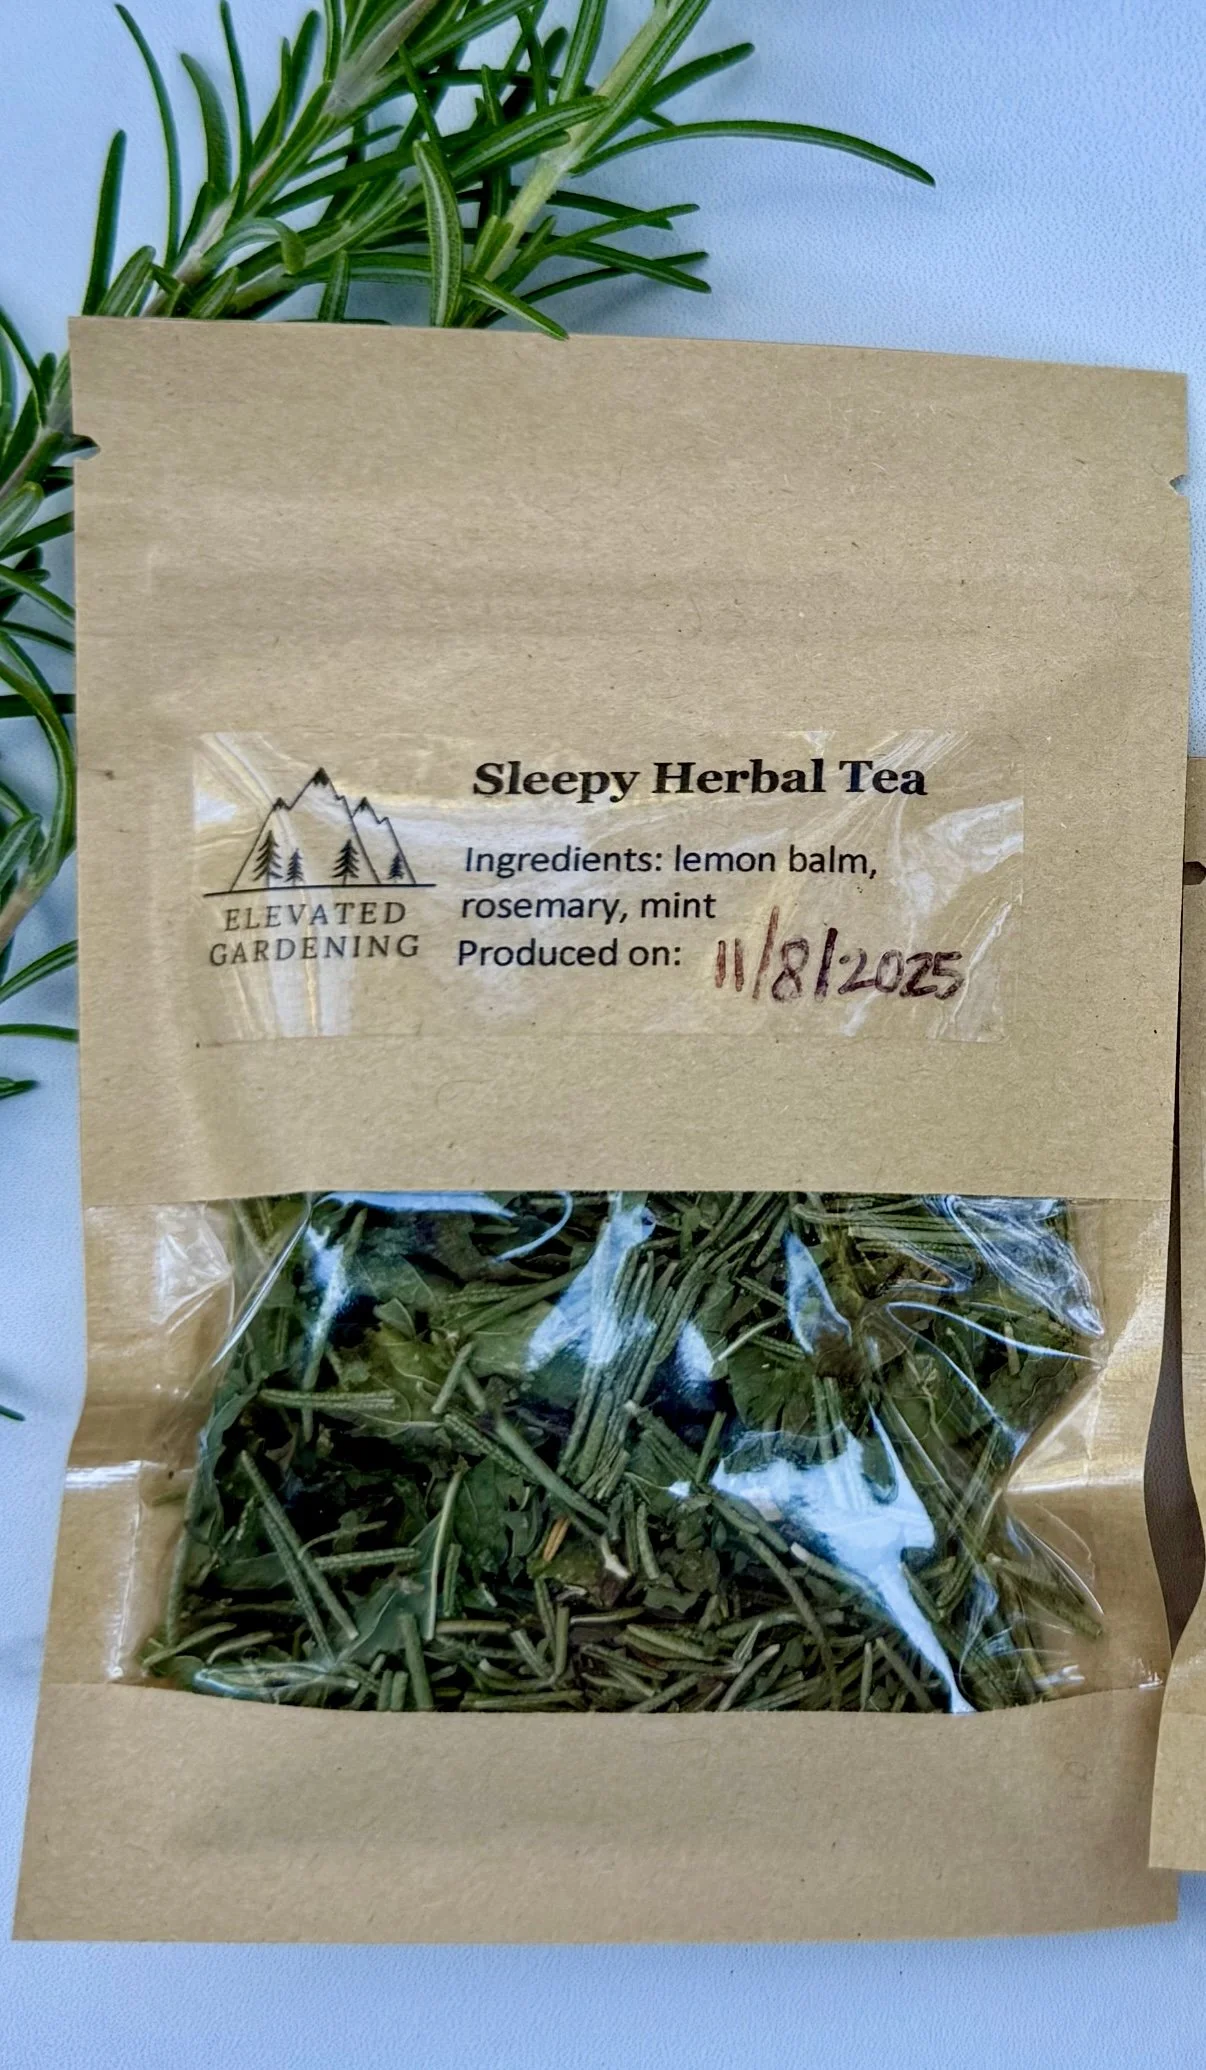 Sleepy Herbal Tea
Ingredients: lemon balm,
rosemary, mint
Produced on: 11/8/2025
ELEVATED
GARDENING